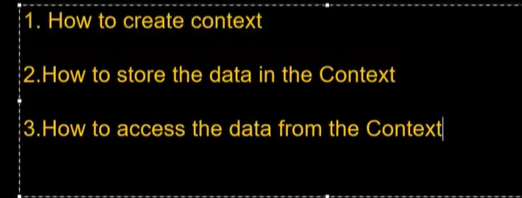 1. How to create context
2.How to store the data in the Context
3.How to access the data from the Context